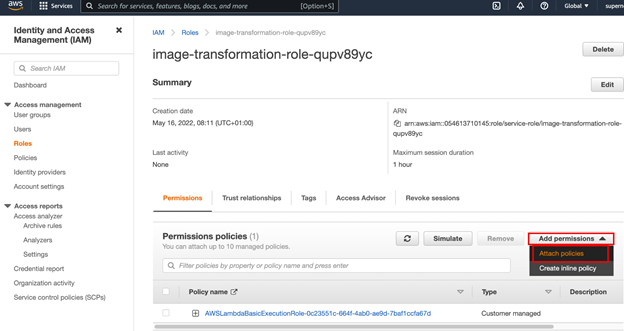 aws
Services
Search for services, features, blogs, docs, and more
[Option+S]
Global
supern
Identity and Access
Management (IAM)
Search IAM
Dashboard
Access management
User groups
Users
Roles
Policies
Identity providers
Account settings
Access reports
Access analyzer
Archive rules
Analyzers
Settings
Credential report
Organization activity
Service control policies (SCPs)
IAM > Roles > image-transformation-role-qupv89yc
image-transformation-role-qupv89yc
Delete
Summary
Edit
Creation date
May 16, 2022, 08:11 (UTC+01:00)
ARN
arn:aws:iam::054613710145:role/service-role/image-transformation-role-
qupv89yc
Last activity
None
Maximum session duration
1 hour
Permissions
Trust relationships
Tags
Access Advisor
Revoke sessions
Permissions policies (1)
You can attach up to 10 managed policies.
Simulate
Remove
Add permissions
Attach policies
Create inline policy
Filter policies by property or policy name and press enter
Policy name
Type
Description
AWSLambdaBasicExecutionRole-0c23551c-664f-4ab0-ae9d-7baf1ccfa67d
Customer managed